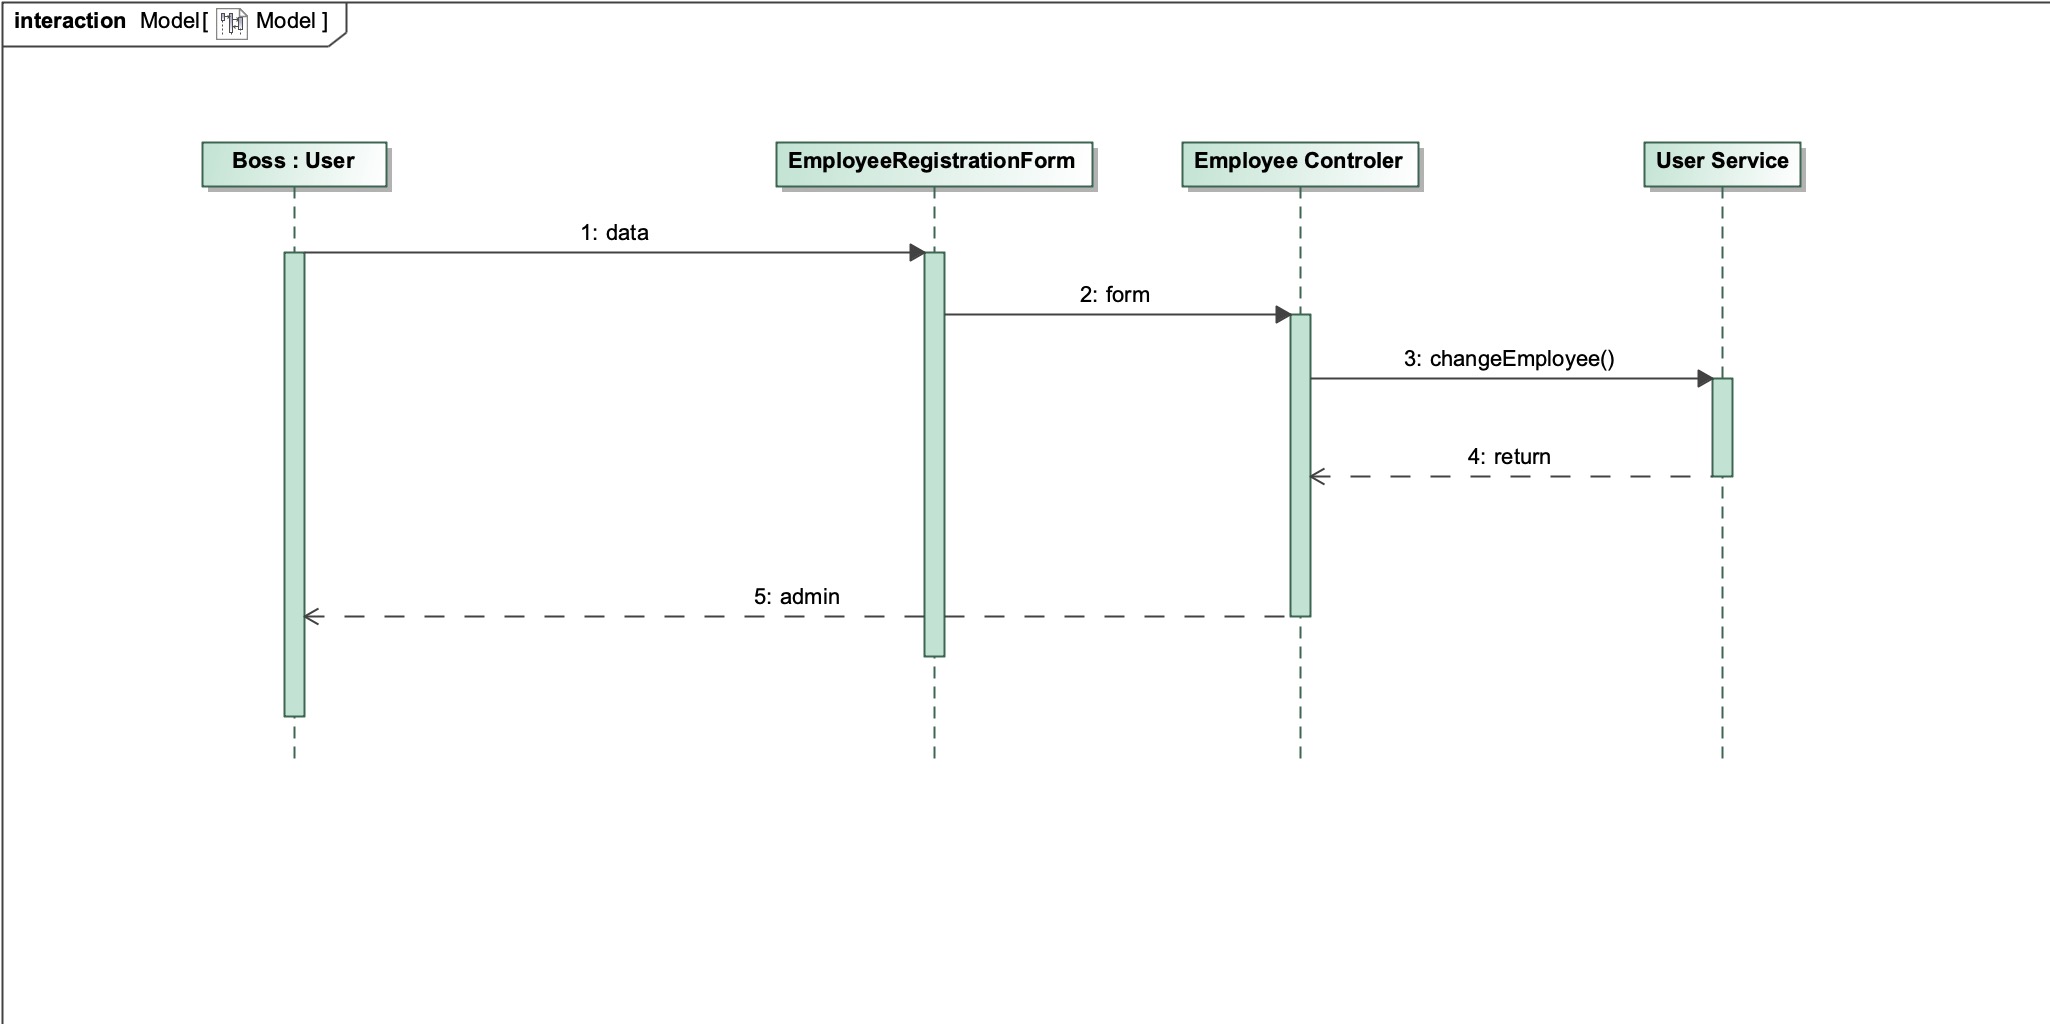 interaction Model[ Model ]
Boss : User
EmployeeRegistrationForm
Employee Controler
User Service
1: data
2: form
3: changeEmployee()
4: return
5: admin